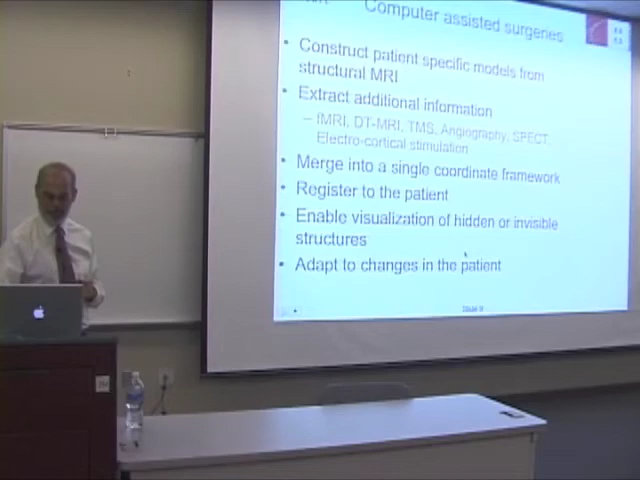 Computer assisted surgeries
• Construct patient specific models from
structural MRI
• Extract additional information
– fMRI, DT-MRI, TMS, Angiography, SPECT,
Electro-cortical stimulation
• Merge into a single coordinate framework
• Register to the patient
• Enable visualization of hidden or invisible
structures
• Adapt to changes in the patient